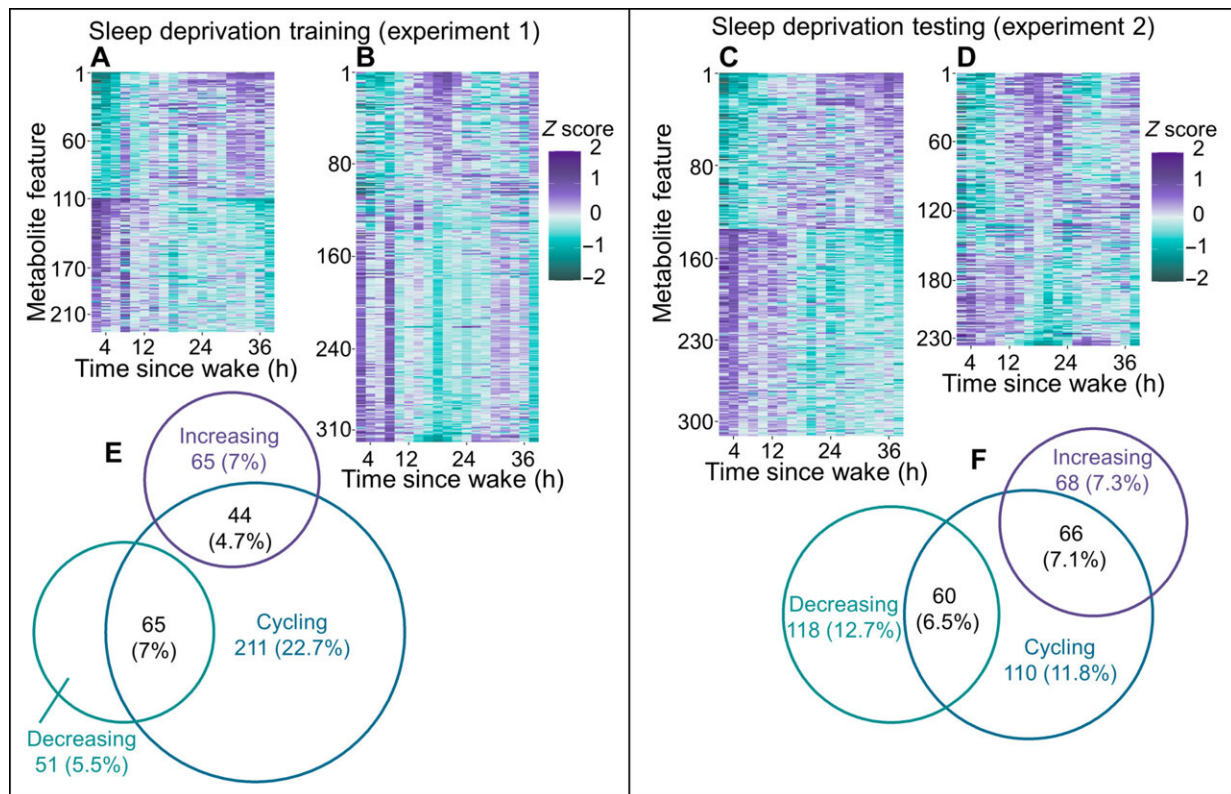 Sleep deprivation training (experiment 1)
A
B
Metabolite feature
1
60
110
170
210
4 12 24 36
Time since wake (h)
1
80
160
240
310
4 12 24 36
Time since wake (h)
Z score
2
1
0
−1
−2
E
Increasing
65 (7%)
44
(4.7%)
65
(7%)
Cycling
211 (22.7%)
Decreasing
51 (5.5%)
Sleep deprivation testing (experiment 2)
C
D
Metabolite feature
1
80
160
230
300
4 12 24 36
Time since wake (h)
1
60
120
180
230
4 12 24 36
Time since wake (h)
Z score
2
1
0
−1
−2
F
Increasing
68 (7.3%)
66
(7.1%)
60
(6.5%)
Decreasing
118 (12.7%)
Cycling
110 (11.8%)